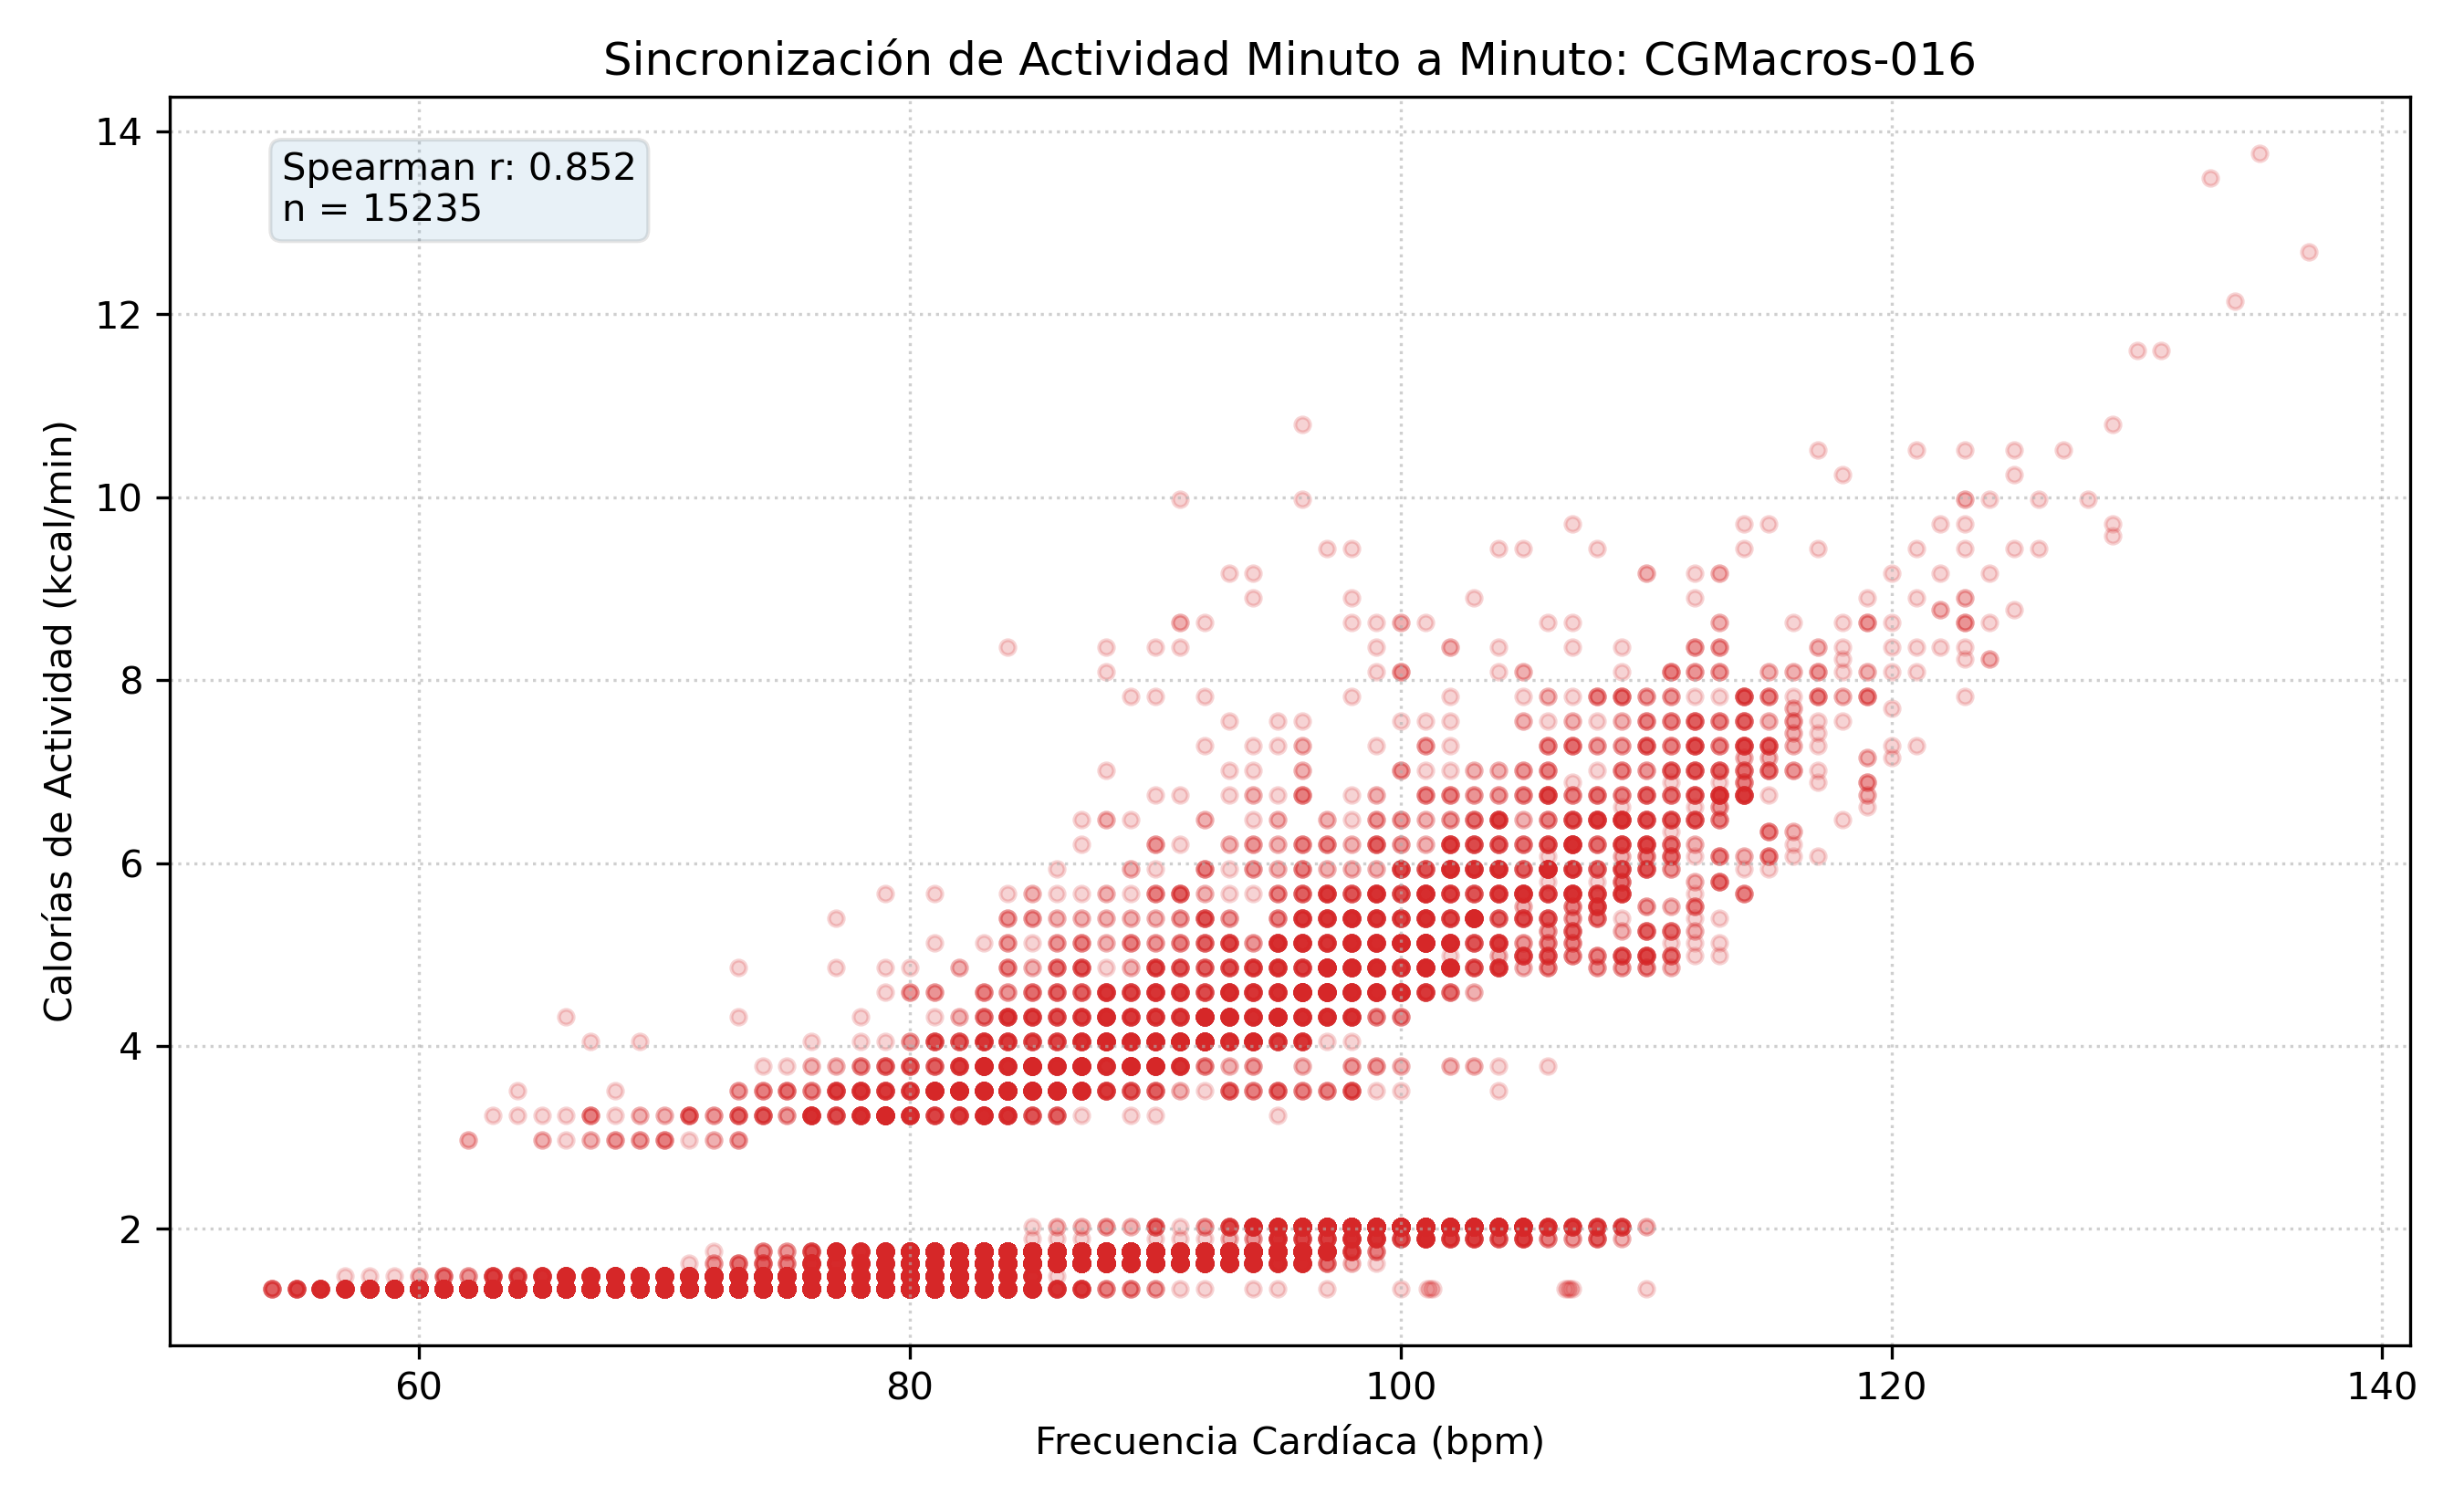 Sincronización de Actividad Minuto a Minuto: CGMacros-016
Spearman r: 0.852
n = 15235
Calorías de Actividad (kcal/min)
14
12
10
8
6
4
2
60
80
100
120
140
Frecuencia Cardíaca (bpm)